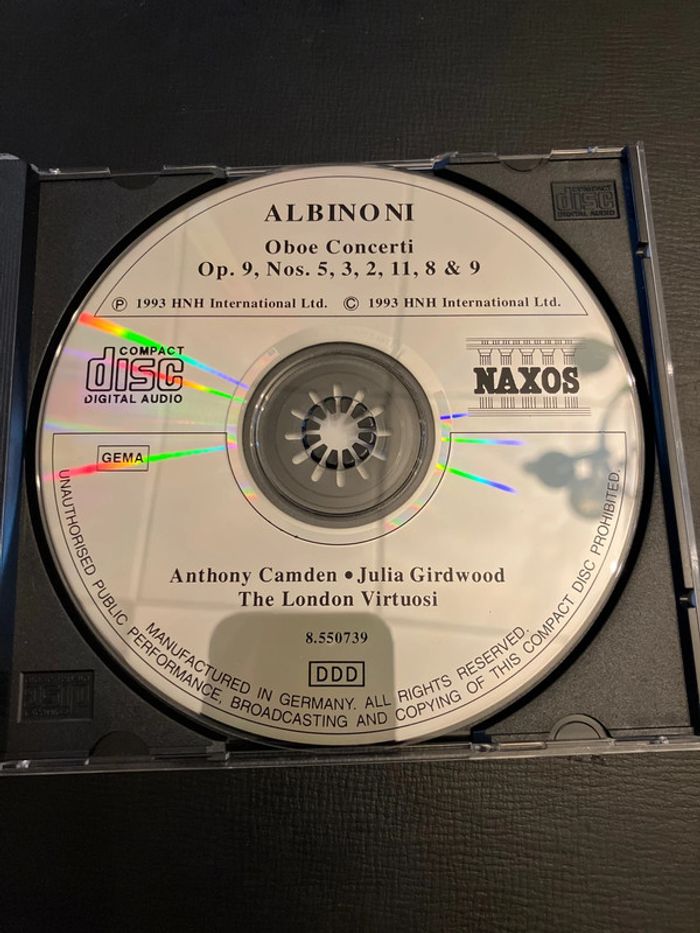 ALBINONI
Oboe Concerti
Op. 9, Nos. 5, 3, 2, 11, 8 & 9
Ⓟ 1993 HNH International Ltd. © 1993 HNH International Ltd.
COMPACT
disc
DIGITAL AUDIO
NAXOS
GEMA
Anthony Camden • Julia Girdwood
The London Virtuosi
8.550739
DDD
MANUFACTURED IN GERMANY. ALL RIGHTS RESERVED.
UNAUTHORISED PUBLIC PERFORMANCE, BROADCASTING AND COPYING OF THIS COMPACT DISC PROHIBITED.
COMPACT
disc
DIGITAL AUDIO